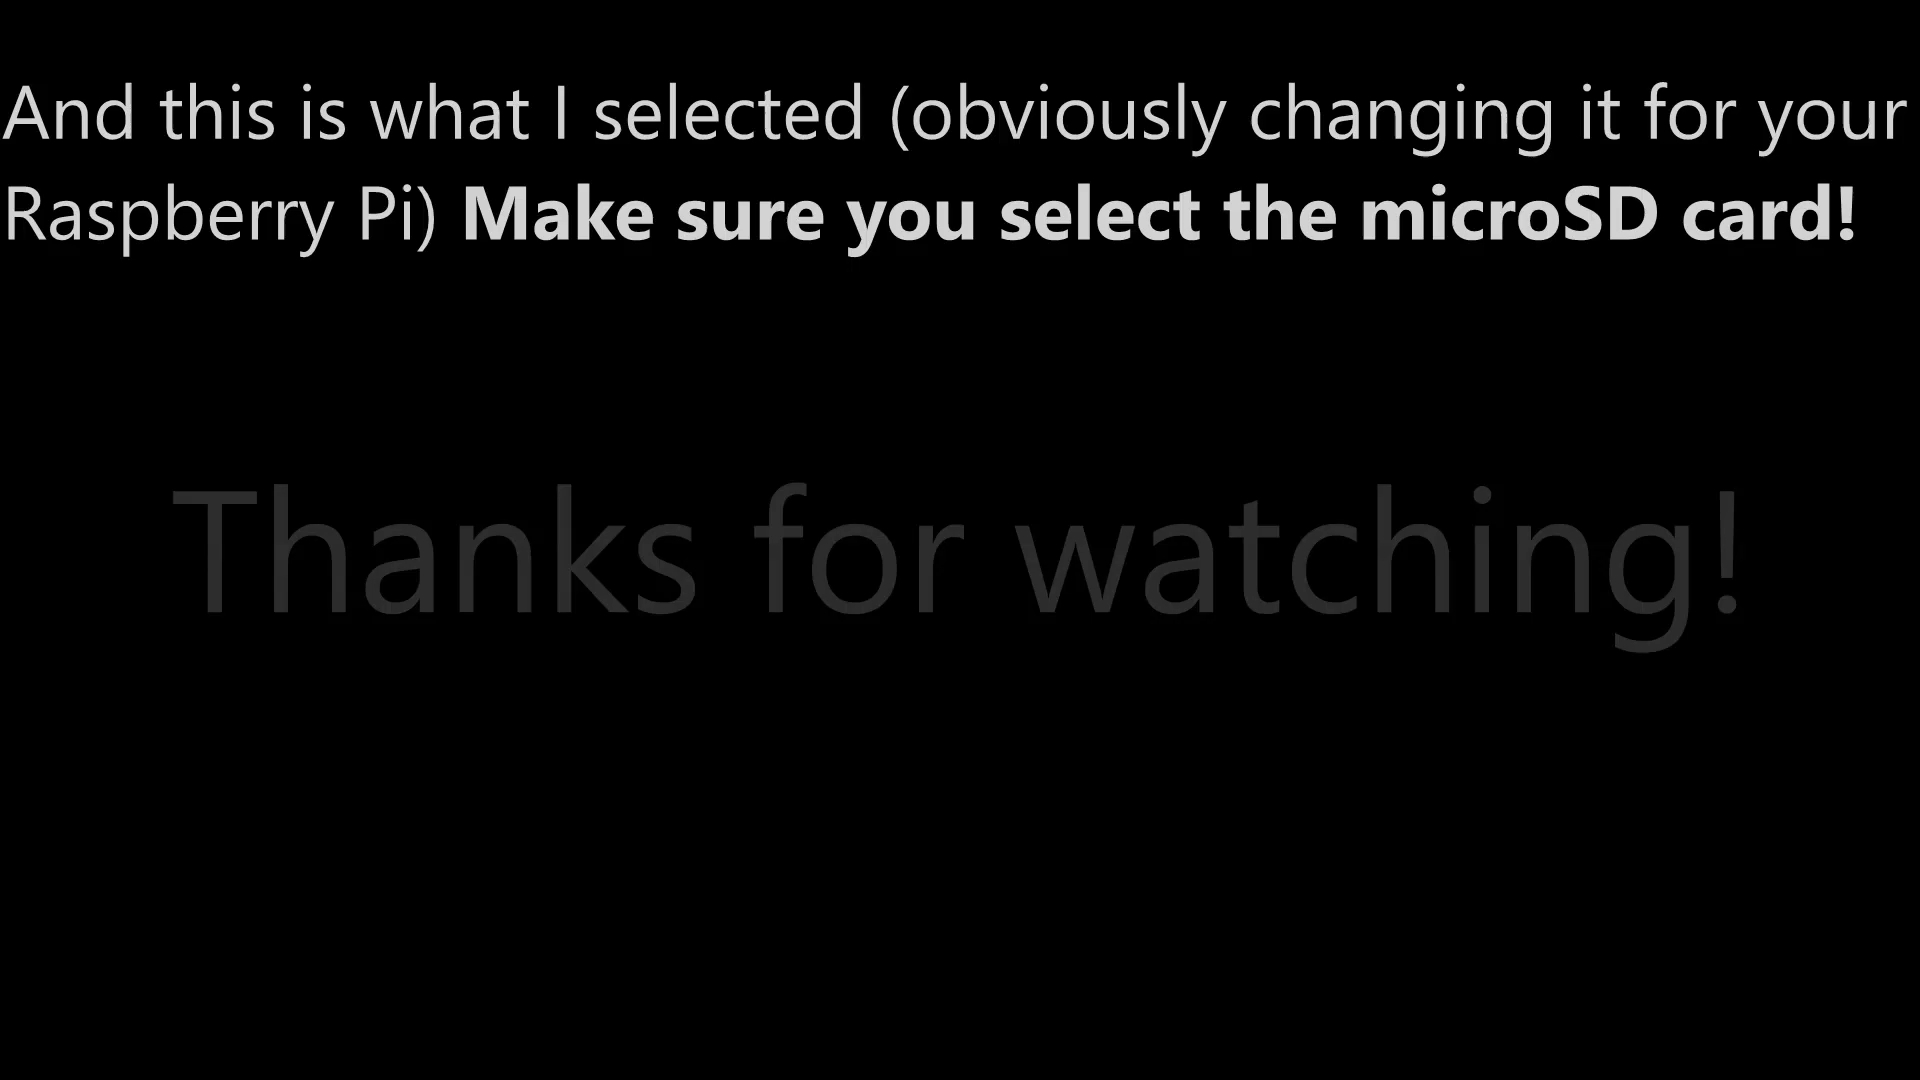 And this is what I selected (obviously changing it for your
Raspberry Pi) Make sure you select the microSD card!
Thanks for watching!